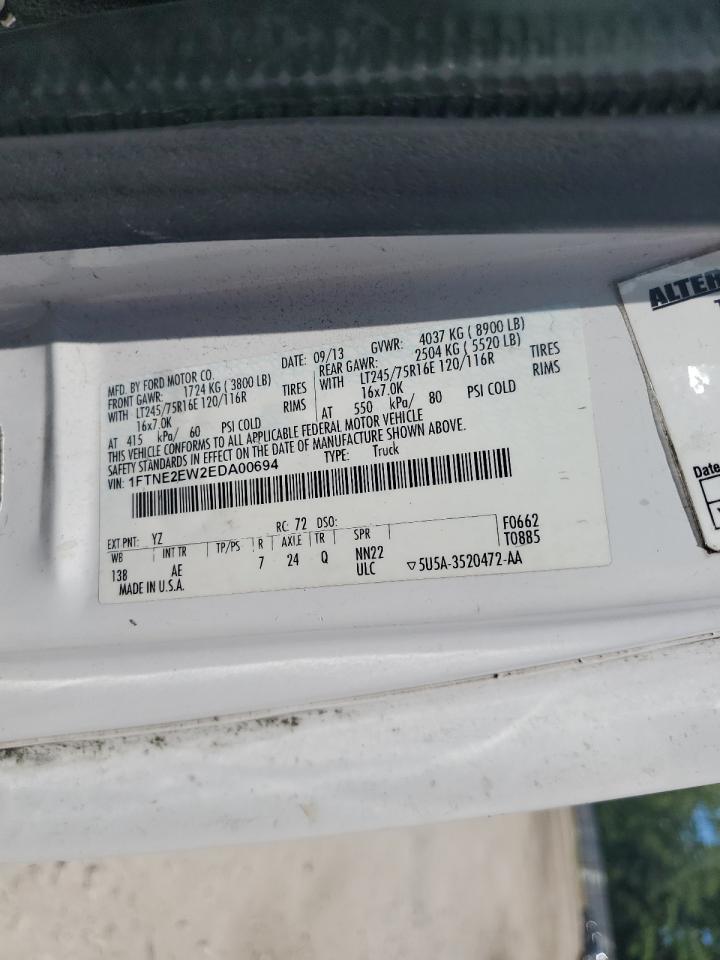 MFD. BY FORD MOTOR CO.
DATE: 09/13 GVWR: 4037 KG ( 8900 LB)
FRONT GAWR: 1724 KG ( 3800 LB)
REAR GAWR: 2504 KG ( 5520 LB)
WITH LT245/75R16E 120/116R TIRES
WITH LT245/75R16E 120/116R TIRES
16x7.0K RIMS
16x7.0K RIMS
AT 415 kPa/ 60 PSI COLD
AT 550 kPa/ 80 PSI COLD
THIS VEHICLE CONFORMS TO ALL APPLICABLE FEDERAL MOTOR VEHICLE
SAFETY STANDARDS IN EFFECT ON THE DATE OF MANUFACTURE SHOWN ABOVE.
VIN: 1FTNE2EW2EDA00694 TYPE: Truck
EXT PNT: YZ RC: 72 DSO: F0662
WB INT TR TP/PS R AXLE TR SPR T0885
138 AE 7 24 Q NN22
MADE IN U.S.A. ULC ▽5U5A-3520472-AA
Date